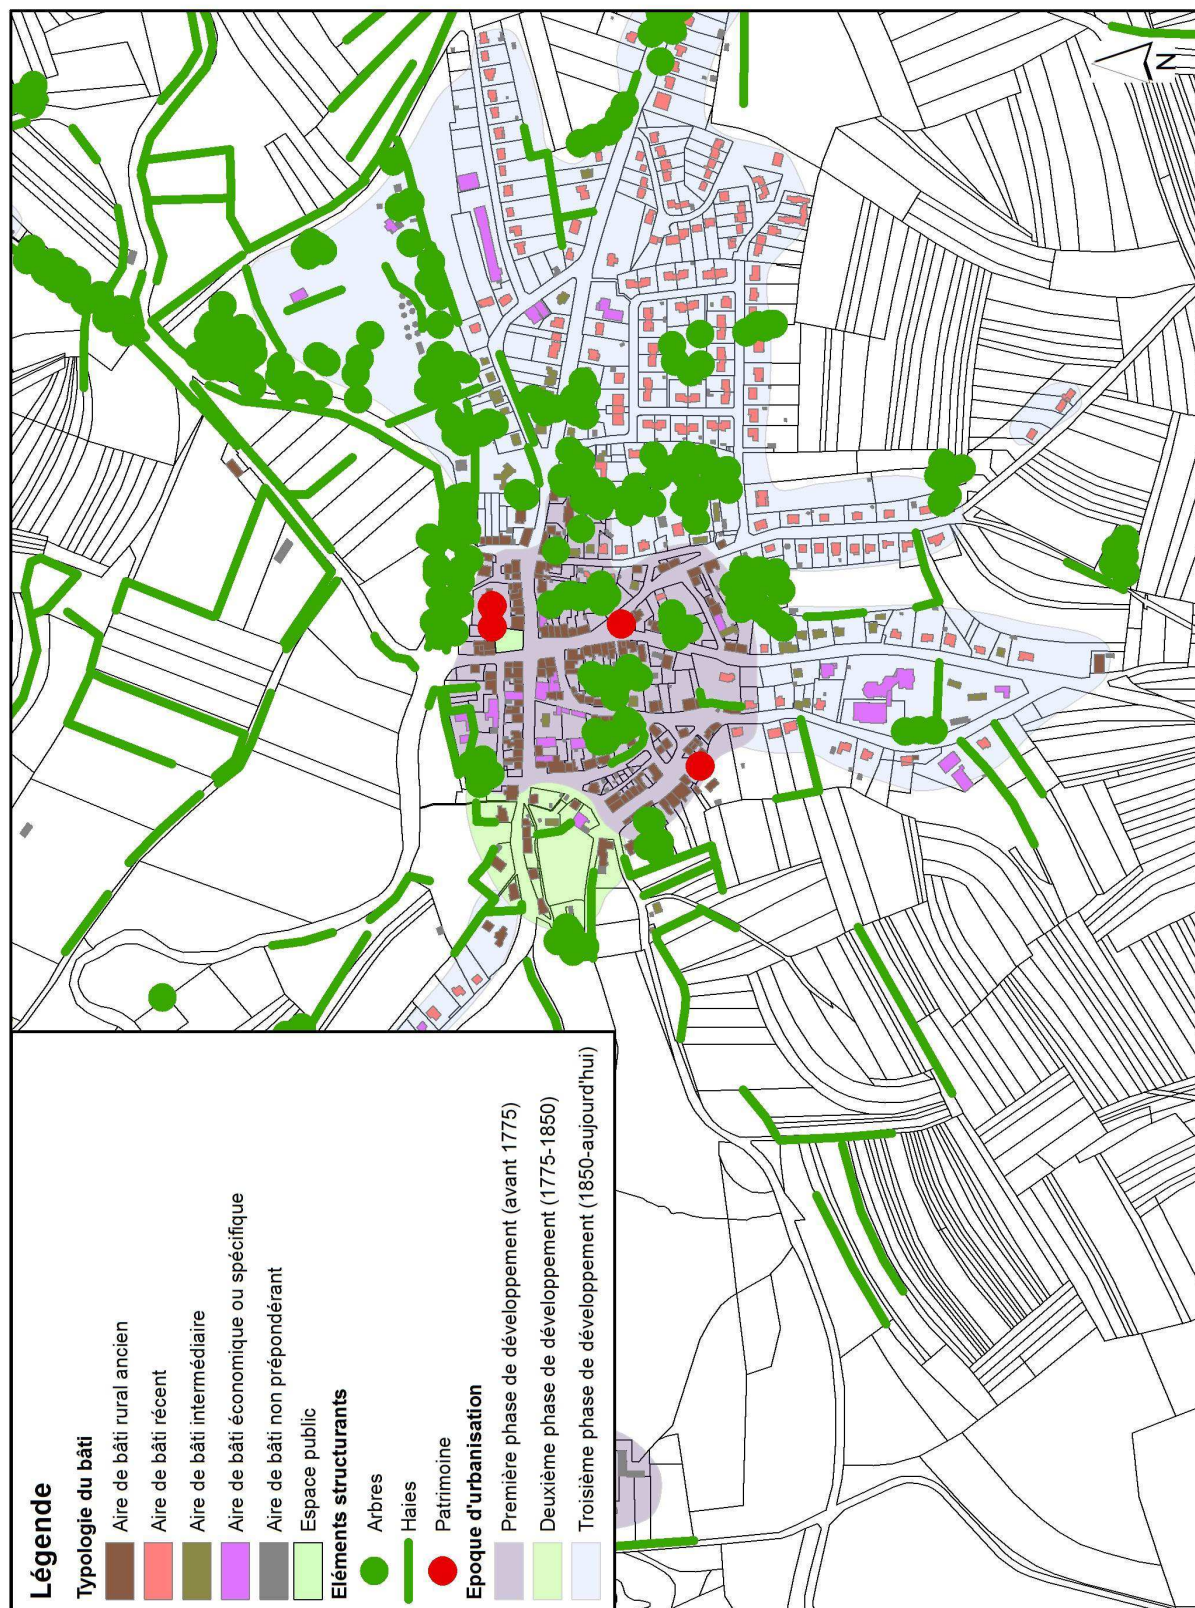 Légende
Typologie du bâti
Aire de bâti rural ancien
Aire de bâti récent
Aire de bâti intermédiaire
Aire de bâti économique ou spécifique
Aire de bâti non prépondérant
Espace public
Eléments structurants
Arbres
Haies
Patrimoine
Epoque d'urbanisation
Première phase de développement (avant 1775)
Deuxième phase de développement (1775-1850)
Troisième phase de développement (1850-aujourd'hui)
N